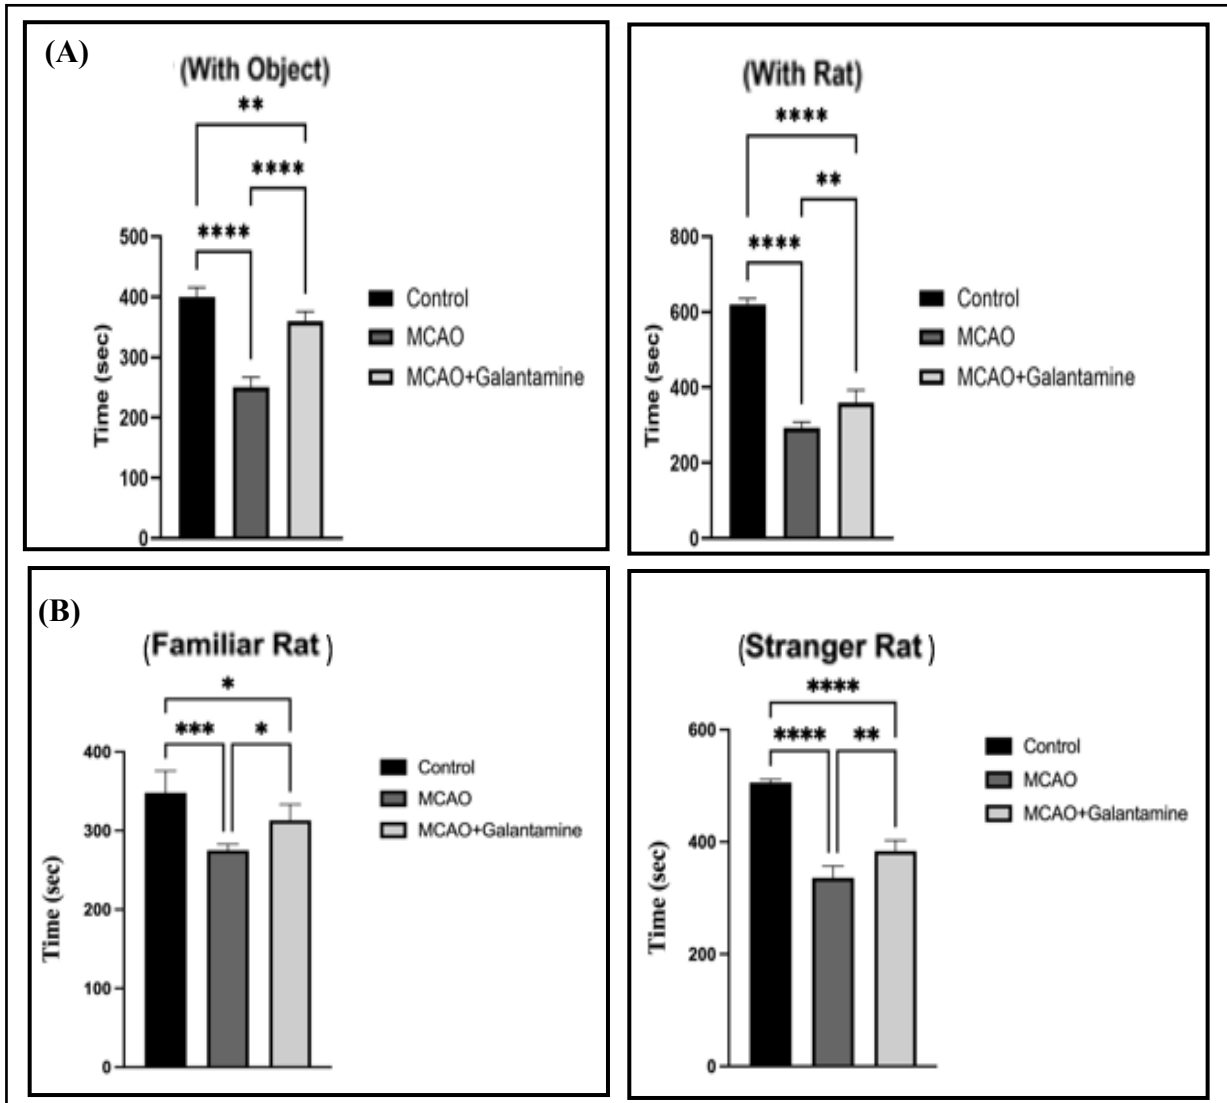 (A)
(With Object)
**
****
****
500
400
300
200
100
0
Time (sec)
Control
MCAO
MCAO+Galantamine
(With Rat)
****
**
****
800
600
400
200
0
Time (sec)
Control
MCAO
MCAO+Galantamine
(B)
(Familiar Rat )
*
***
*
400
300
200
100
0
Time (sec)
Control
MCAO
MCAO+Galantamine
(Stranger Rat )
****
****
**
600
400
200
0
Time (sec)
Control
MCAO
MCAO+Galantamine